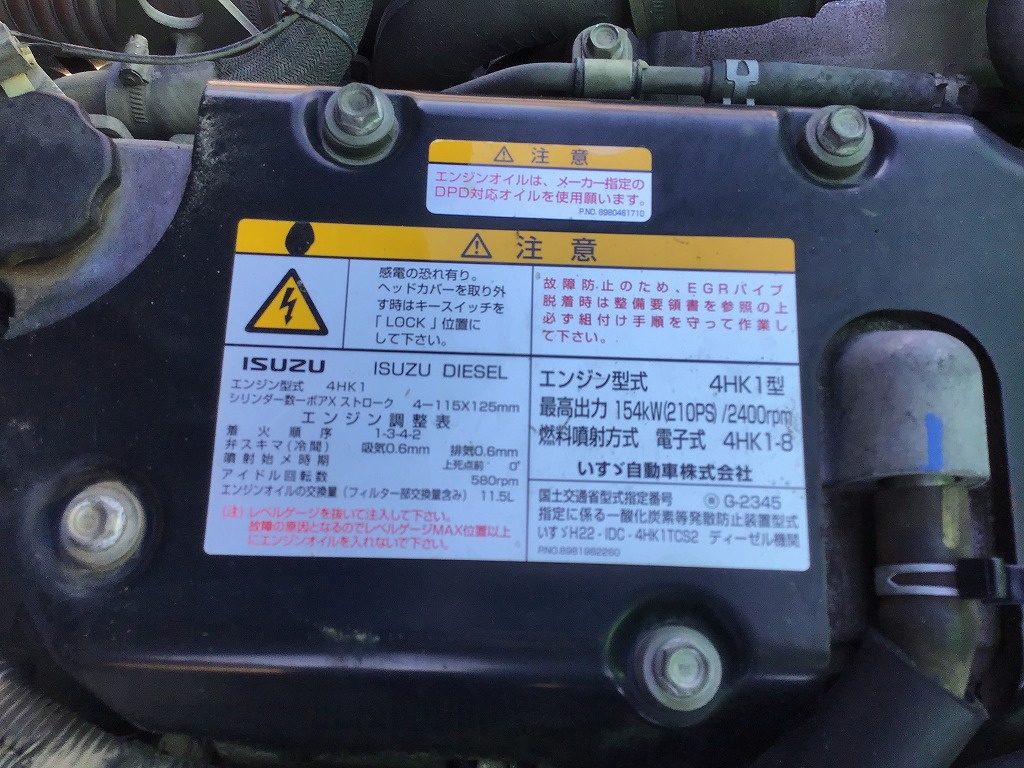 ⚠ 注意
エンジンオイルは、メーカー指定の
DPD対応オイルを使用願います。
P.NO. 8980461710
⚠ 注意
感電の恐れ有り。
ヘッドカバーを取り外
す時はキースイッチを
「LOCK」位置に
して下さい。
故障防止のため、EGRパイプ
脱着時は整備要領書を参照の上
必ず組付け手順を守って作業し
て下さい。
ISUZU ISUZU DIESEL
エンジン型式 4HK1
シリンダー数ーボアX ストローク 4-115X125mm
エンジン調整表
着火順序 1-3-4-2
弁スキマ(冷間) 吸気0.6mm 排気0.6mm
噴射始メ時期 上死点前 0°
アイドル回転数 580rpm
エンジンオイルの交換量(フィルター部交換量含み) 11.5L
(注)レベルゲージを抜いて注入して下さい。
故障の原因となるのでレベルゲージMAX位置以上
にエンジンオイルを入れないで下さい。
エンジン型式 4HK1型
最高出力 154kW(210PS)/2400rpm
燃料噴射方式 電子式 4HK1-8
いすゞ自動車株式会社
国土交通省型式指定番号 G-2345
指定に係る一酸化炭素等発散防止装置型式
いすゞH22-IDC-4HK1TCS2 ディーゼル機関
P.NO.8981982260